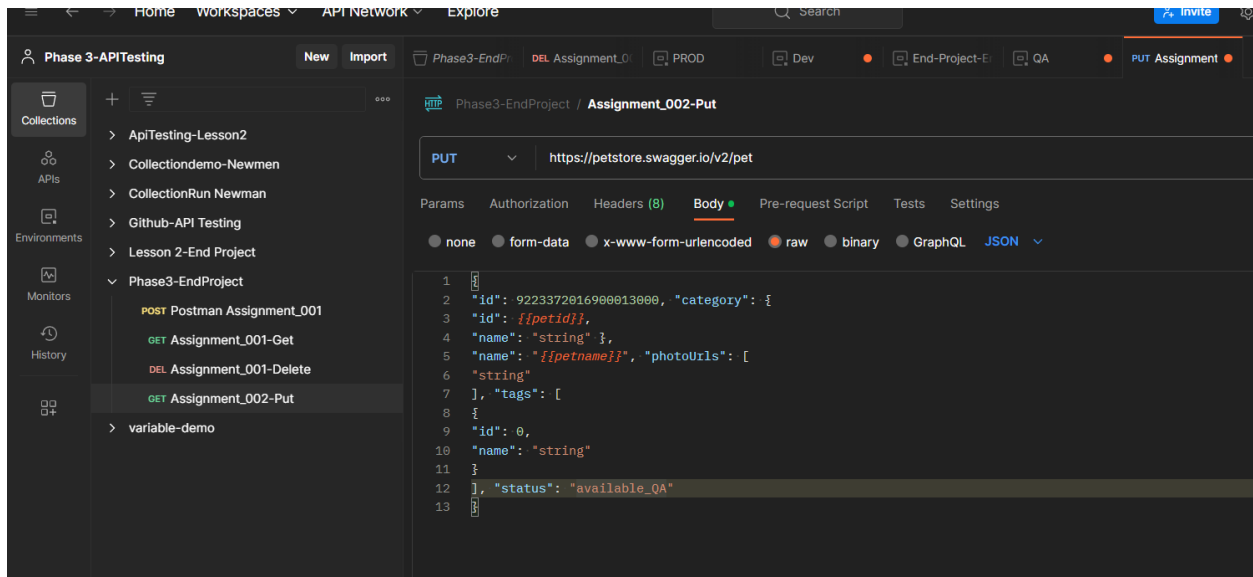 Home Workspaces API Network Explore Search Invite
Phase 3-APITesting New Import Phase3-EndPr DEL Assignment_0 PROD Dev End-Project-E QA PUT Assignment
Collections
APIs
Environments
Monitors
History
ApiTesting-Lesson2
Collectiondemo-Newmen
CollectionRun Newman
Github-API Testing
Lesson 2-End Project
Phase3-EndProject
POST Postman Assignment_001
GET Assignment_001-Get
DEL Assignment_001-Delete
GET Assignment_002-Put
variable-demo
HTTP Phase3-EndProject / Assignment_002-Put
PUT https://petstore.swagger.io/v2/pet
Params Authorization Headers (8) Body Pre-request Script Tests Settings
none form-data x-www-form-urlencoded raw binary GraphQL JSON
1 {
2 "id": 9223372016900013000, "category": {
3 "id": {{petid}},
4 "name": "string" },
5 "name": "{{petname}}", "photoUrls": [
6 "string"
7 ], "tags": [
8 {
9 "id": 0,
10 "name": "string"
11 }
12 ], "status": "available_QA"
13 }